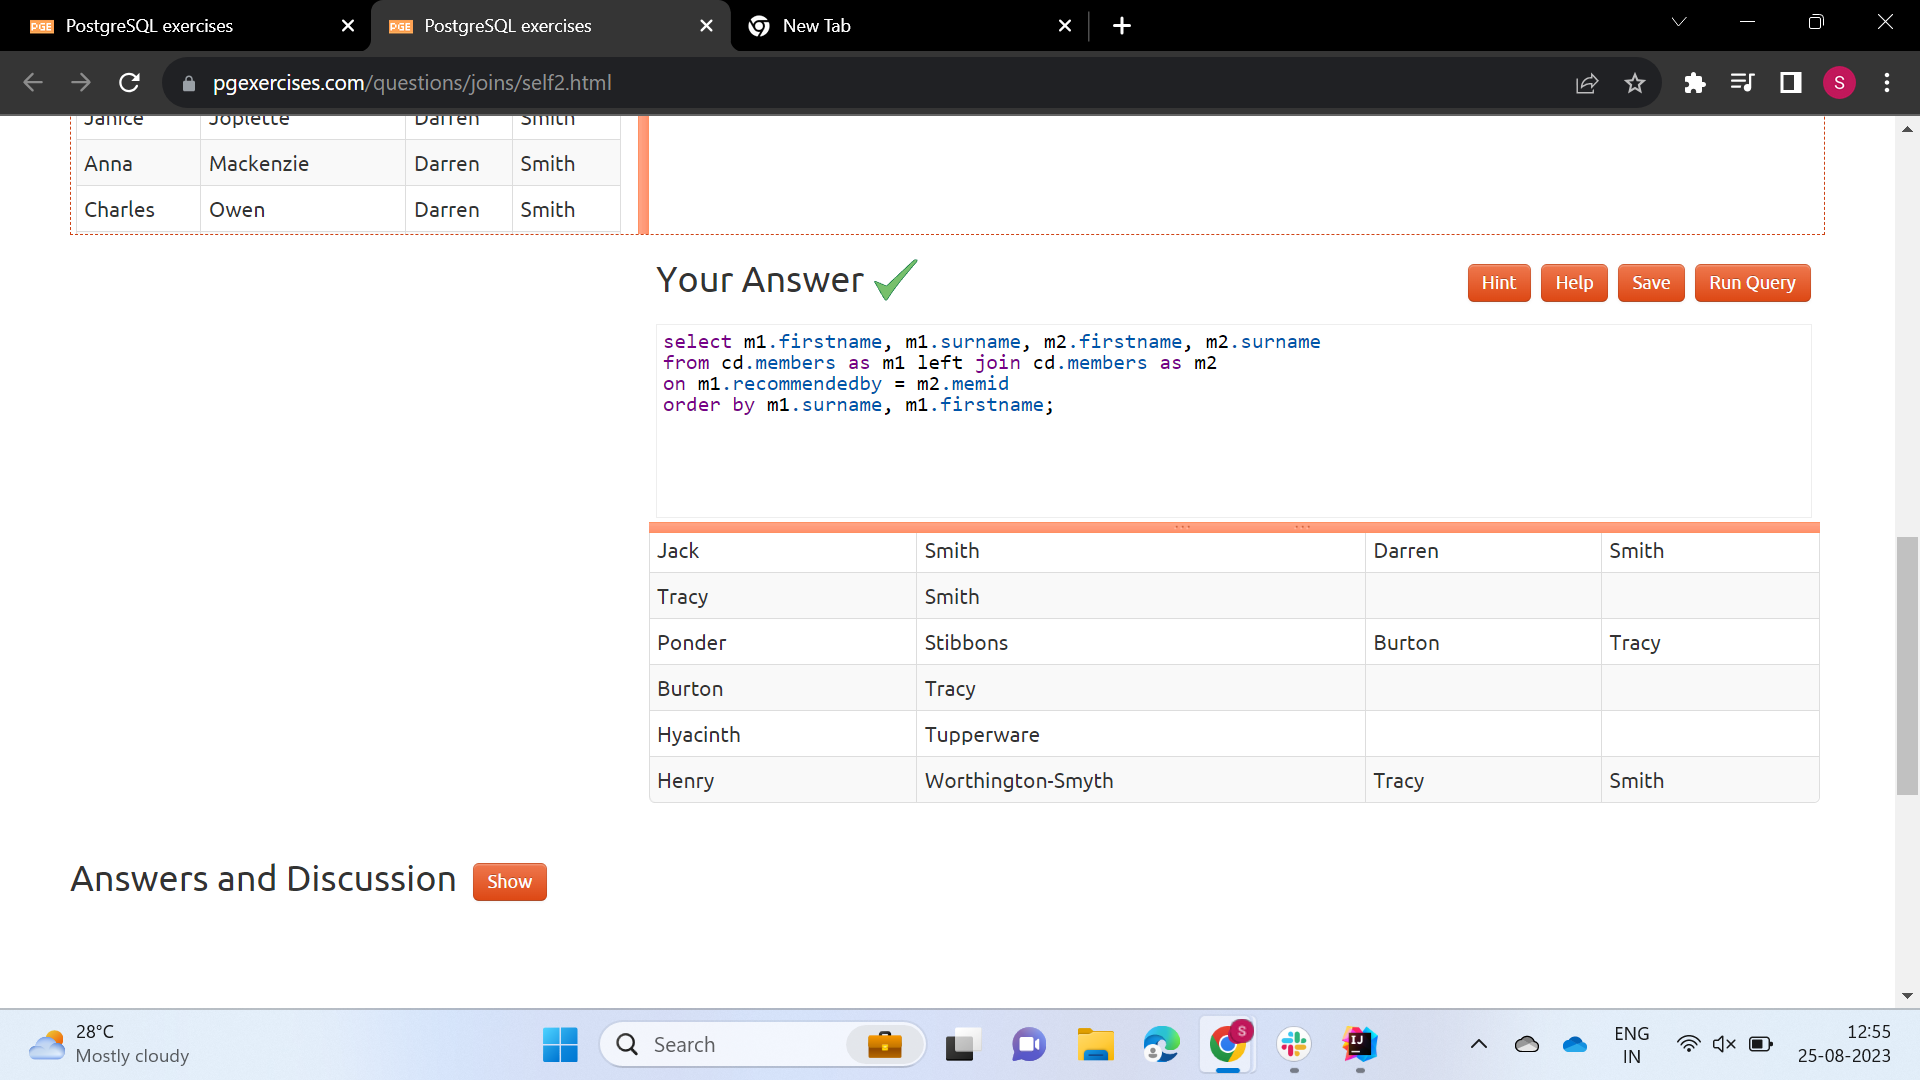 PGE PostgreSQL exercises
PGE PostgreSQL exercises
New Tab
pgexercises.com/questions/joins/self2.html
S
Janice Joplette Darren Smith
Anna Mackenzie Darren Smith
Charles Owen Darren Smith
Your Answer
Hint Help Save Run Query
select m1.firstname, m1.surname, m2.firstname, m2.surname
from cd.members as m1 left join cd.members as m2
on m1.recommendedby = m2.memid
order by m1.surname, m1.firstname;
Jack Smith Darren Smith
Tracy Smith
Ponder Stibbons Burton Tracy
Burton Tracy
Hyacinth Tupperware
Henry Worthington-Smyth Tracy Smith
Answers and Discussion Show
28°C
Mostly cloudy
Search
S
IJ
ENG
IN
12:55
25-08-2023